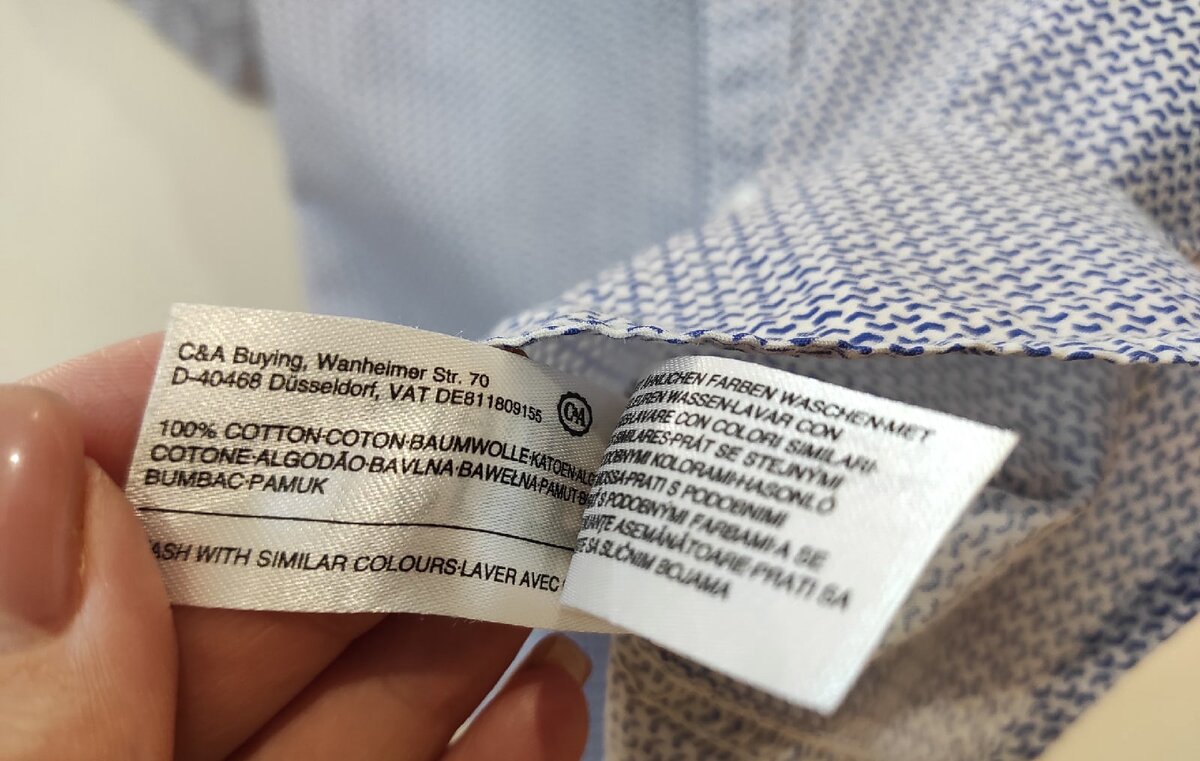 C&A Buying, Wanheimer Str. 70
D-40468 Düsseldorf, VAT DE811809155
C&A
100% COTTON·COTON·BAUMWOLLE·KATOEN·
COTONE·ALGODÃO·BAVLNA·BAWEŁNA·PAMUT·
BUMBAC·PAMUK
ASH WITH SIMILAR COLOURS·LAVER AVEC
NLICHEN FARBEN WASCHEN·MET
WASSEN·LAVAR CON
LAVARE CON COLORI SIMILARI·
SIMILARES·PRÁT SE STEJNÝMI
KOLORAMI·HASONLÓ
PRATI S PODOBNIMI
S PODOBNÝMI FARBAMI·A SE
ASEMĂNĂTOARE·PRATI SA
SA SLIČNIM BOJAMA